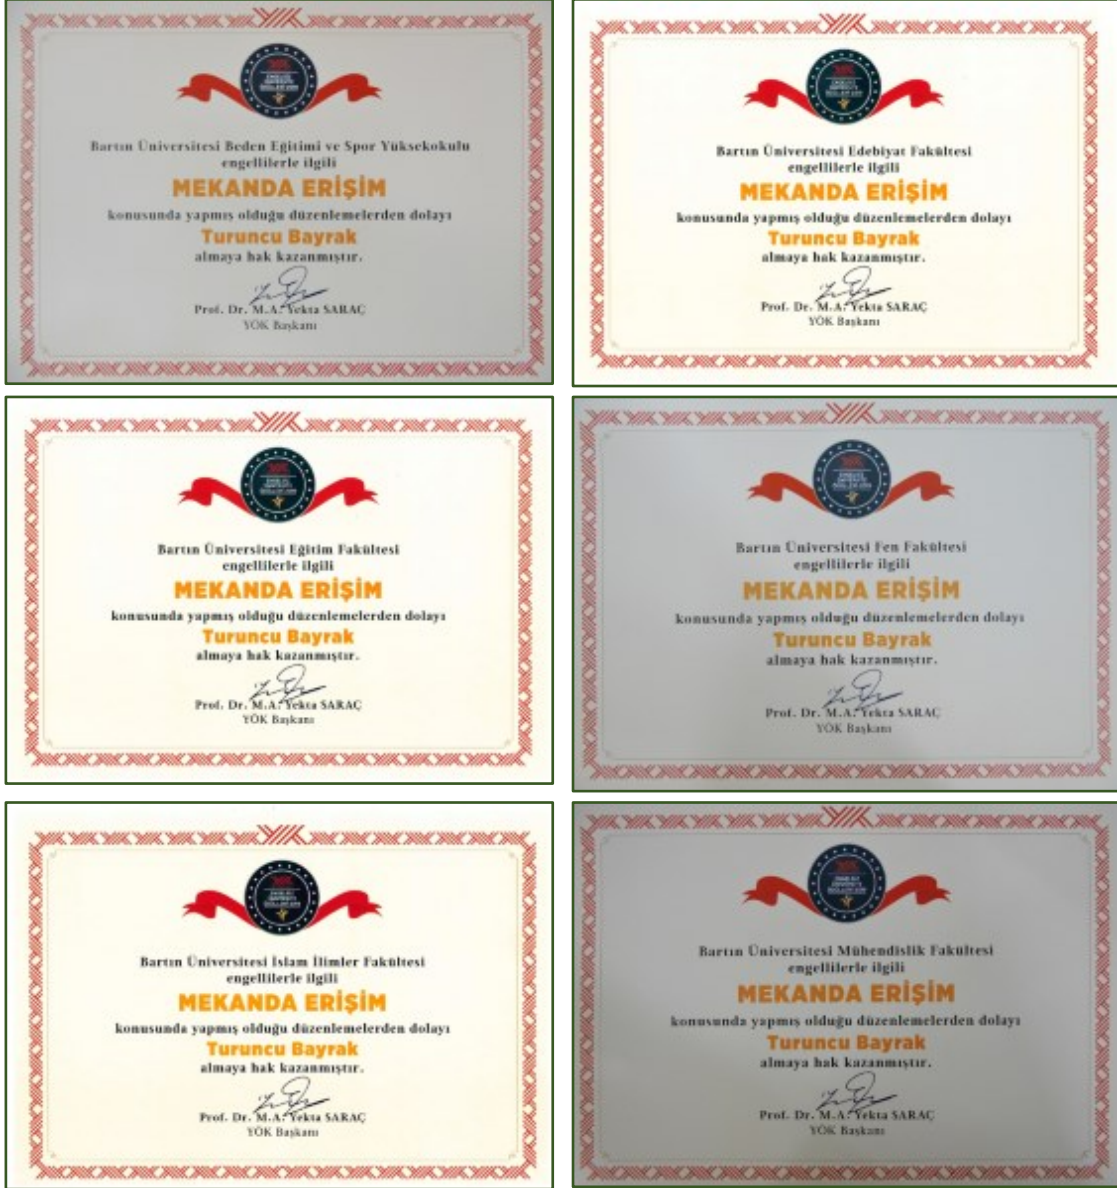 Bartın Üniversitesi Beden Eğitimi ve Spor Yüksekokulu
engellilerle ilgili
MEKANDA ERİŞİM
konusunda yapmış olduğu düzenlemelerden dolayı
Turuncu Bayrak
almaya hak kazanmıştır.
Prof. Dr. M.A. Yekta SARAÇ
YÖK Başkanı
Bartın Üniversitesi Edebiyat Fakültesi
engellilerle ilgili
MEKANDA ERİŞİM
konusunda yapmış olduğu düzenlemelerden dolayı
Turuncu Bayrak
almaya hak kazanmıştır.
Prof. Dr. M.A. Yekta SARAÇ
YÖK Başkanı
Bartın Üniversitesi Eğitim Fakültesi
engellilerle ilgili
MEKANDA ERİŞİM
konusunda yapmış olduğu düzenlemelerden dolayı
Turuncu Bayrak
almaya hak kazanmıştır.
Prof. Dr. M.A. Yekta SARAÇ
YÖK Başkanı
Bartın Üniversitesi Fen Fakültesi
engellilerle ilgili
MEKANDA ERİŞİM
konusunda yapmış olduğu düzenlemelerden dolayı
Turuncu Bayrak
almaya hak kazanmıştır.
Prof. Dr. M.A. Yekta SARAÇ
YÖK Başkanı
Bartın Üniversitesi İslam İlimler Fakültesi
engellilerle ilgili
MEKANDA ERİŞİM
konusunda yapmış olduğu düzenlemelerden dolayı
Turuncu Bayrak
almaya hak kazanmıştır.
Prof. Dr. M.A. Yekta SARAÇ
YÖK Başkanı
Bartın Üniversitesi Mühendislik Fakültesi
engellilerle ilgili
MEKANDA ERİŞİM
konusunda yapmış olduğu düzenlemelerden dolayı
Turuncu Bayrak
almaya hak kazanmıştır.
Prof. Dr. M.A. Yekta SARAÇ
YÖK Başkanı